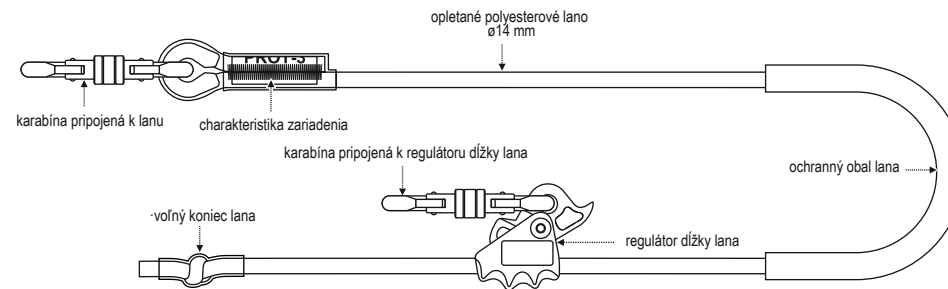 opletané polyesterové lano
ø14 mm
PROT-3
karabína pripojená k lanu
charakteristika zariadenia
karabína pripojená k regulátoru dĺžky lana
ochranný obal lana
·voľný koniec lana
regulátor dĺžky lana